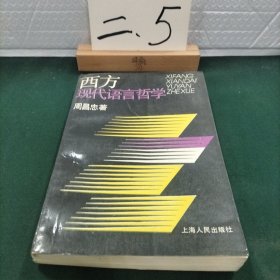 二.5
西方
现代语言哲学
XIFANG
XIANDAI
YUYAN
ZHEXUE
周昌忠著
上海人民出版社